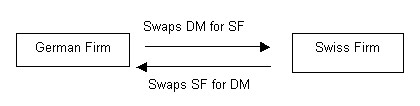 Swaps DM for SF
German Firm
Swiss Firm
Swaps SF for DM